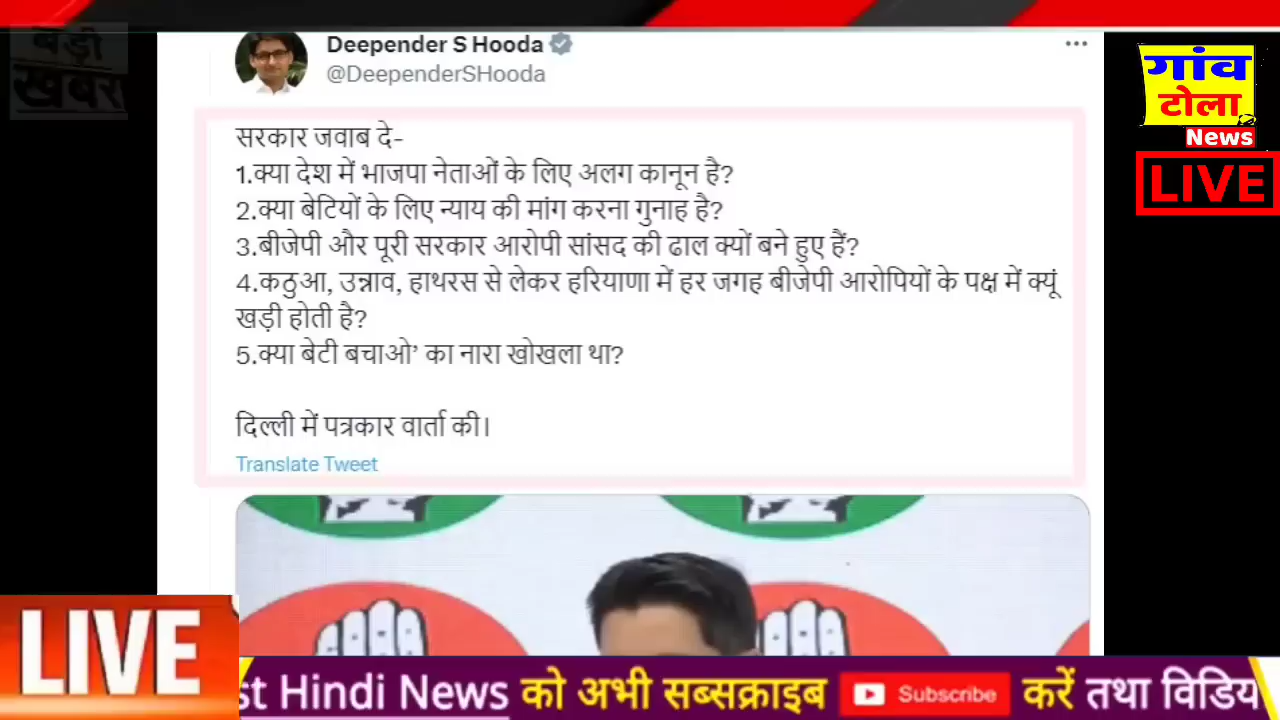 बड़ी
खबर
Deepender S Hooda
@DeependerSHooda
सरकार जवाब दे-
1.क्या देश में भाजपा नेताओं के लिए अलग कानून है?
2.क्या बेटियों के लिए न्याय की मांग करना गुनाह है?
3.बीजेपी और पूरी सरकार आरोपी सांसद की ढाल क्यों बने हुए हैं?
4.कठुआ, उन्नाव, हाथरस से लेकर हरियाणा में हर जगह बीजेपी आरोपियों के पक्ष में क्यूं
खड़ी होती है?
5.क्या बेटी बचाओ’ का नारा खोखला था?
दिल्ली में पत्रकार वार्ता की।
Translate Tweet
गांव
टोला
News
LIVE
LIVE
st Hindi News को अभी सब्सक्राइब Subscribe करें तथा विडिय